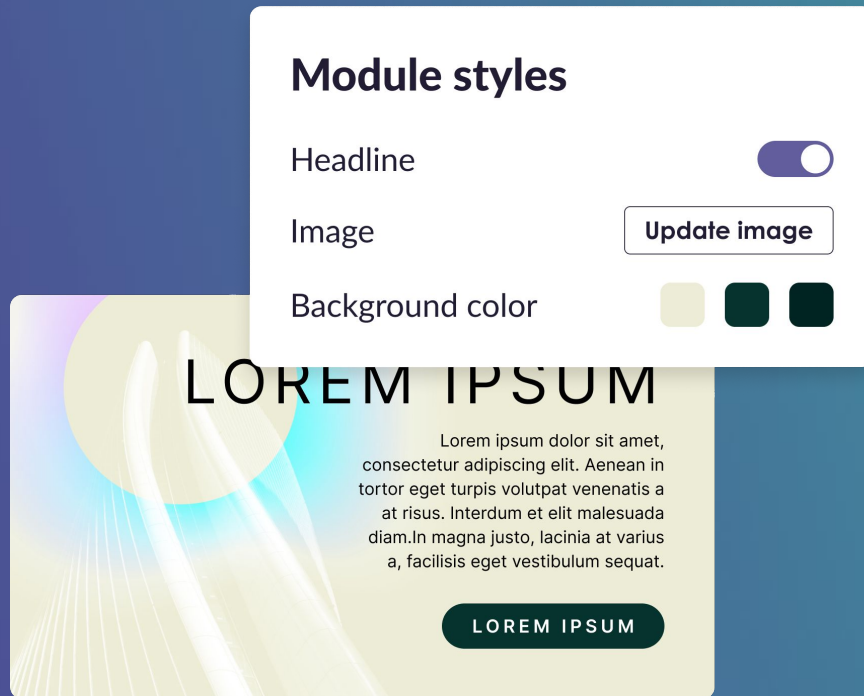 Module styles
Headline
Image
Update image
Background color
LOREM IPSUM
Lorem ipsum dolor sit amet,
consectetur adipiscing elit. Aenean in
tortor eget turpis volutpat venenatis a
at risus. Interdum et elit malesuada
diam.In magna justo, lacinia at varius
a, facilisis eget vestibulum sequat.
LOREM IPSUM